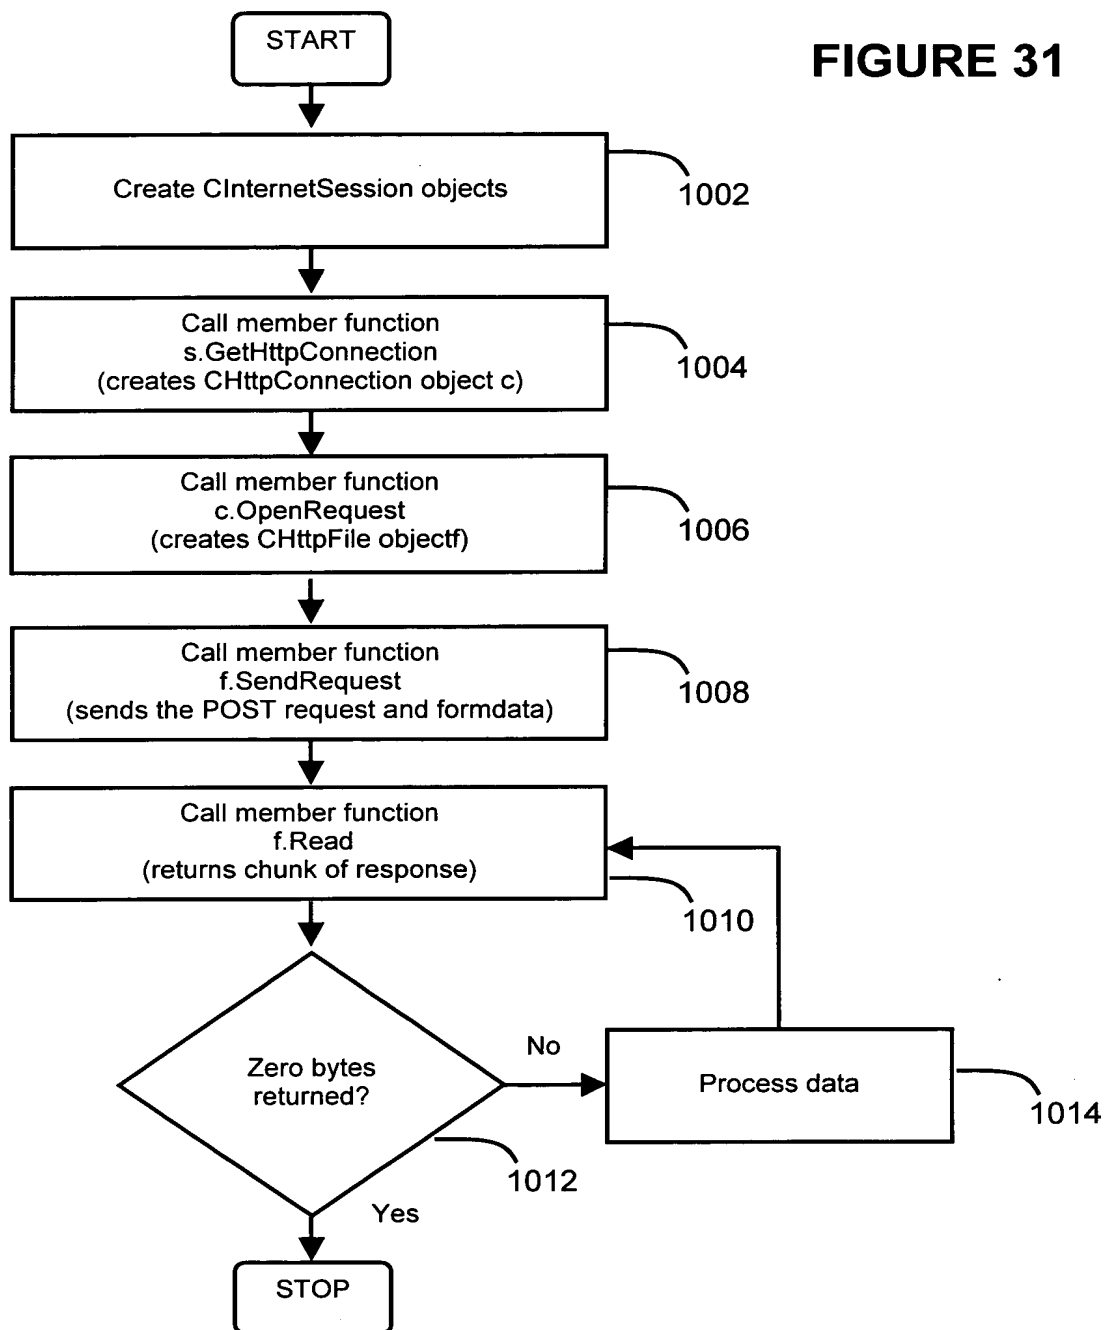 START
FIGURE 31
Create CInternetSession objects
1002
Call member function
s.GetHttpConnection
(creates CHttpConnection object c)
1004
Call member function
c.OpenRequest
(creates CHttpFile objectf)
1006
Call member function
f.SendRequest
(sends the POST request and formdata)
1008
Call member function
f.Read
(returns chunk of response)
1010
Zero bytes
returned?
No
Process data
1014
1012
Yes
STOP